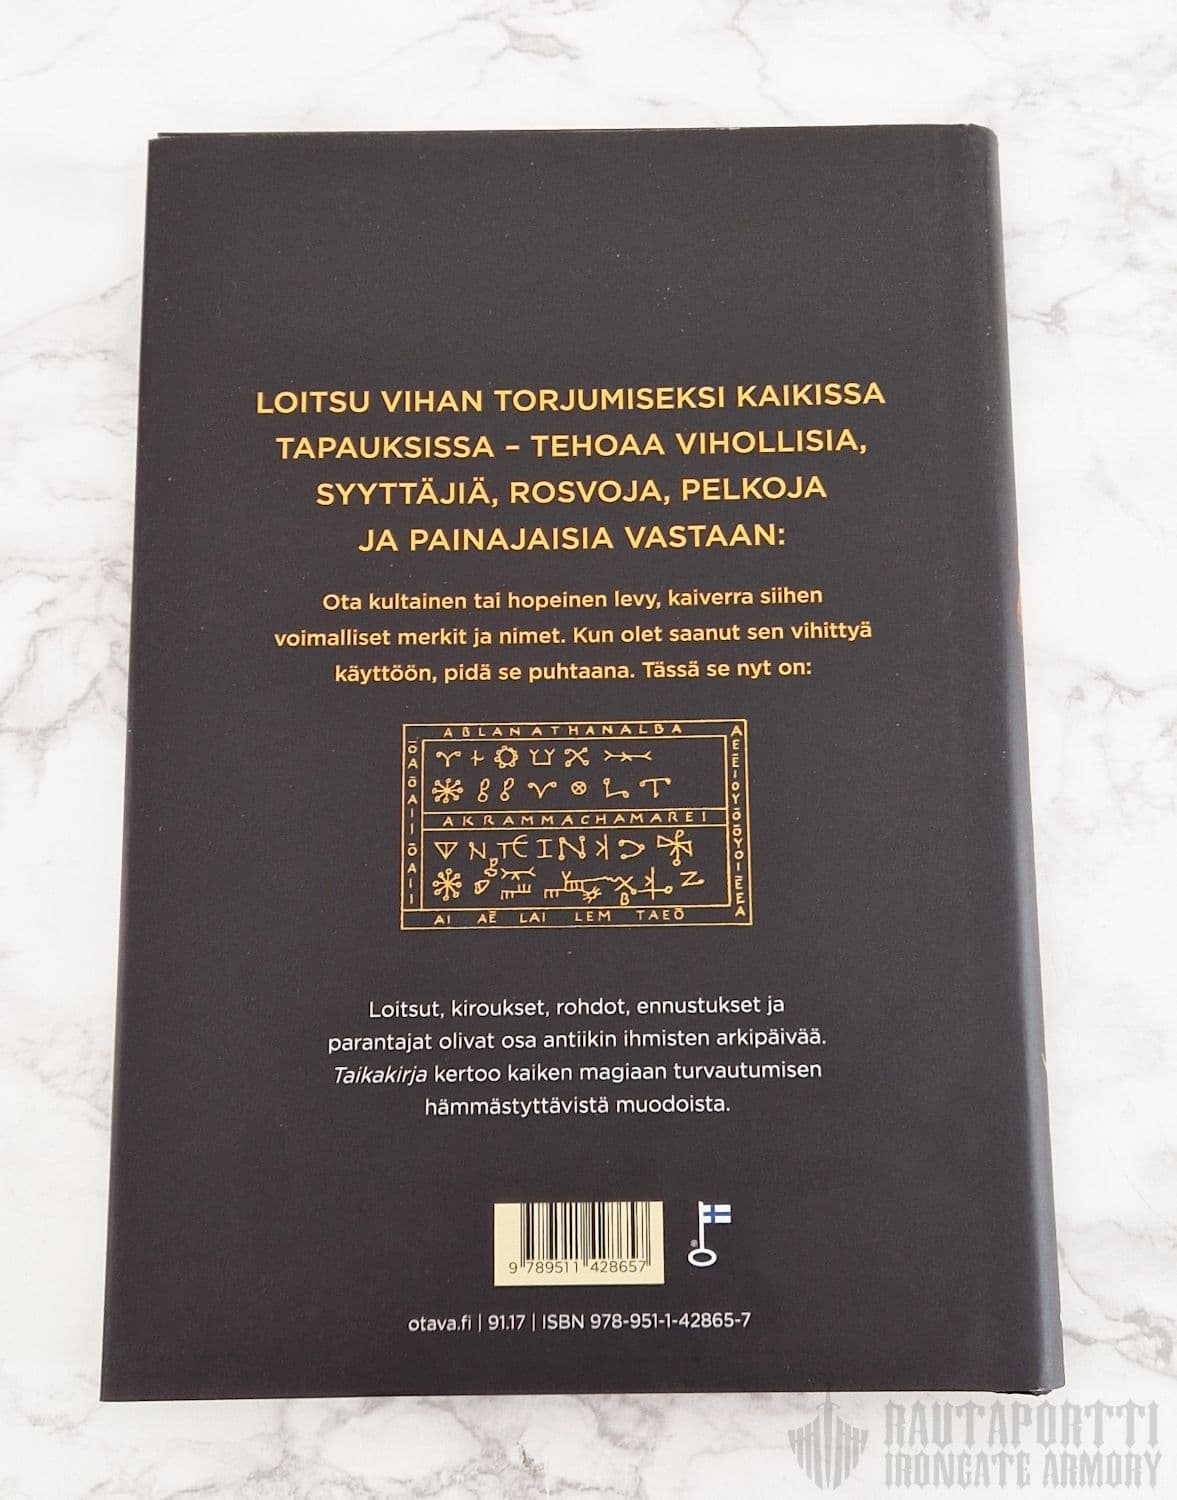 LOITSU VIHAN TORJUMISEKSI KAIKISSA
TAPAUKSISSA – TEHOAA VIHOLLISIA,
SYYTTÄJIÄ, ROSVOJA, PELKOJA
JA PAINAJAISIA VASTAAN:
Ota kultainen tai hopeinen levy, kaiverra siihen
voimalliset merkit ja nimet. Kun olet saanut sen vihittyä
käyttöön, pidä se puhtaana. Tässä se nyt on:
ABLANATHANALBA
AKRAMMACHAMAREI
AI AĒ LAI LEM TAEŌ
Loitsut, kiroukset, rohdot, ennustukset ja
parantajat olivat osa antiikin ihmisten arkipäivää.
Taikakirja kertoo kaiken magiaan turvautumisen
hämmästyttävistä muodoista.
9 789511 428657
otava.fi | 91.17 | ISBN 978-951-1-42865-7
RAUTAPORTTI
IRONGATE ARMORY